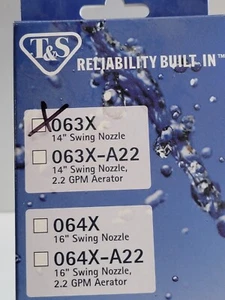 T&S
RELIABILITY BUILT IN™
063X
14" Swing Nozzle
063X-A22
14" Swing Nozzle,
2.2 GPM Aerator
064X
16" Swing Nozzle
064X-A22
16" Swing Nozzle,
2.2 GPM Aerator